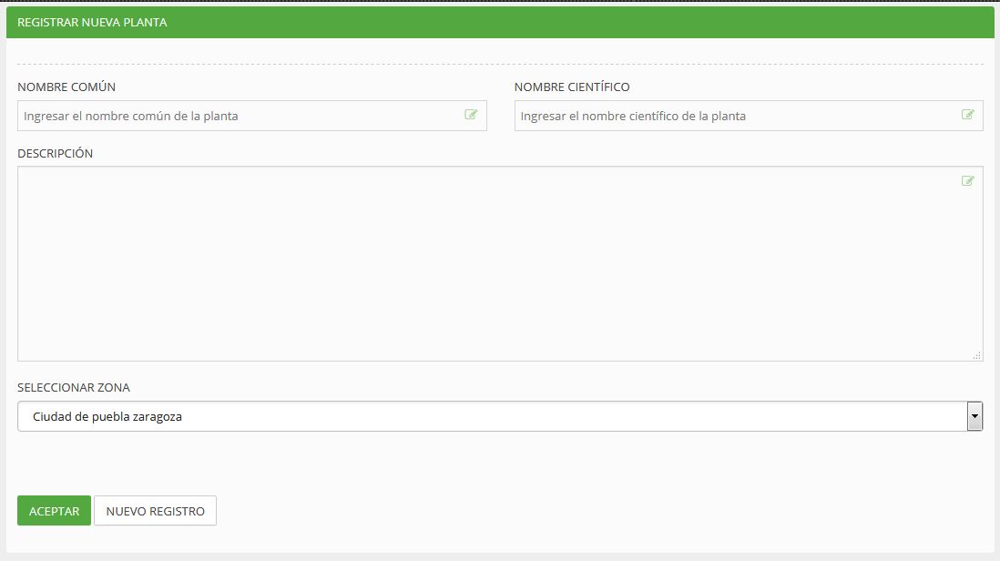 REGISTRAR NUEVA PLANTA
NOMBRE COMÚN
NOMBRE CIENTÍFICO
Ingresar el nombre común de la planta
Ingresar el nombre científico de la planta
DESCRIPCIÓN
SELECCIONAR ZONA
Ciudad de puebla zaragoza
ACEPTAR
NUEVO REGISTRO